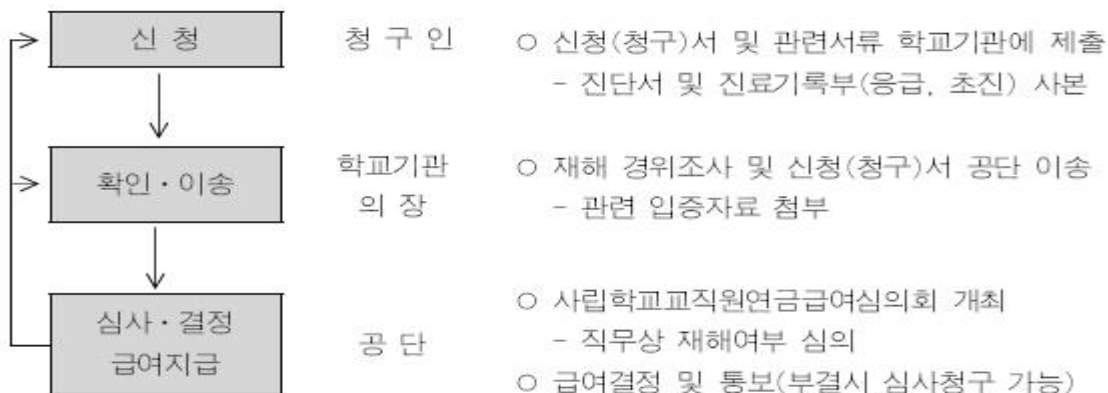 신 청 청 구 인 ○ 신청(청구)서 및 관련서류 학교기관에 제출
- 진단서 및 진료기록부(응급, 초진) 사본
확인·이송 학교기관의 장 ○ 재해 경위조사 및 신청(청구)서 공단 이송
- 관련 입증자료 첨부
심사·결정
급여지급
공 단
○ 사립학교교직원연금급여심의회 개최
- 직무상 재해여부 심의
○ 급여결정 및 통보(부결시 심사청구 가능)